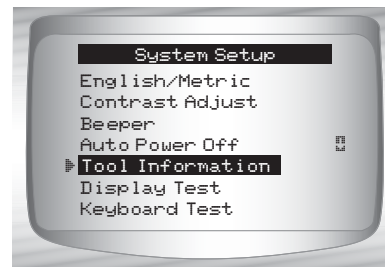 System Setup
English/Metric
Contrast Adjust
Beeper
Auto Power Off
Tool Information
Display Test
Keyboard Test